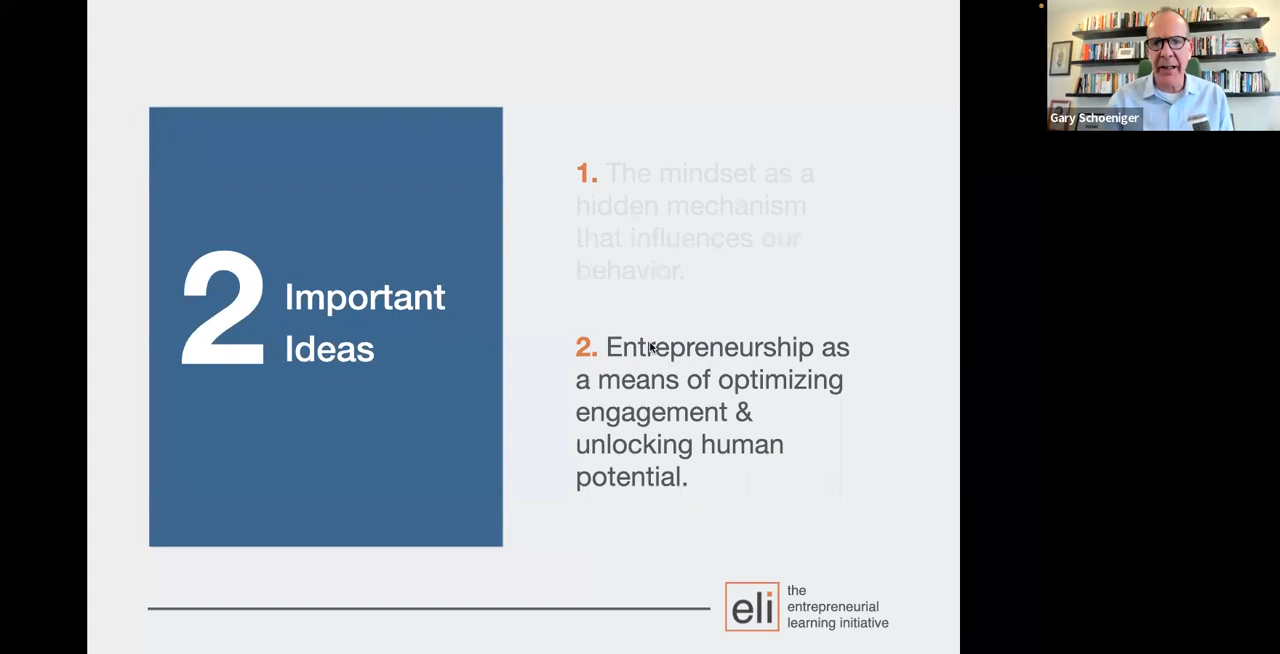 2
Important
Ideas
1. The mindset as a
hidden mechanism
that influences our
behavior.
2. Entrepreneurship as
a means of optimizing
engagement &
unlocking human
potential.
eli
the
entrepreneurial
learning initiative
Gary Schoeniger